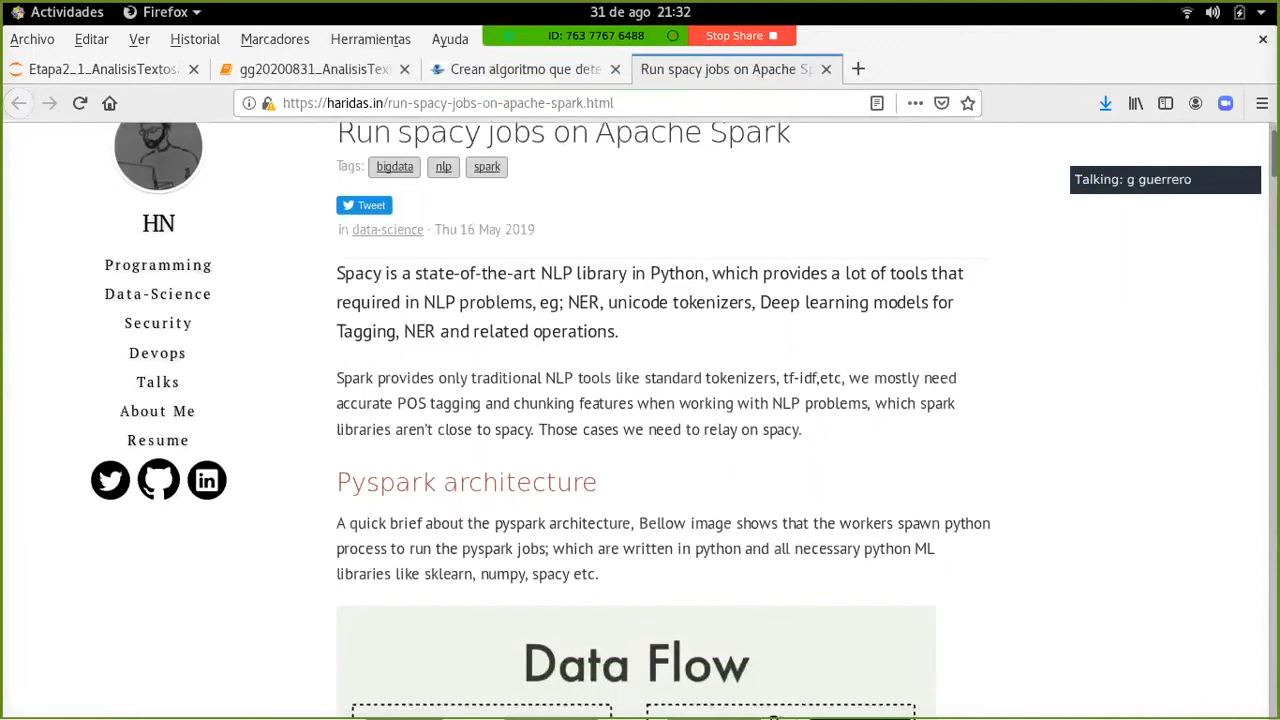 Actividades
Firefox
31 de ago 21:32
Archivo Editar Ver Historial Marcadores Herramientas Ayuda
ID: 763 7767 6488
Stop Share
Etapa2_1_AnalisisTextos.
gg20200831_AnalisisTex
Crean algoritmo que dete
Run spacy jobs on Apache Sp
https://haridas.in/run-spacy-jobs-on-apache-spark.html
Talking: g guerrero
HN
Programming
Data-Science
Security
Devops
Talks
About Me
Resume
Run spacy jobs on Apache Spark
Tags: bigdata nlp spark
Tweet
in data-science · Thu 16 May 2019
Spacy is a state-of-the-art NLP library in Python, which provides a lot of tools that
required in NLP problems, eg; NER, unicode tokenizers, Deep learning models for
Tagging, NER and related operations.
Spark provides only traditional NLP tools like standard tokenizers, tf-idf,etc, we mostly need
accurate POS tagging and chunking features when working with NLP problems, which spark
libraries aren't close to spacy. Those cases we need to relay on spacy.
Pyspark architecture
A quick brief about the pyspark architecture, Bellow image shows that the workers spawn python
process to run the pyspark jobs; which are written in python and all necessary python ML
libraries like sklearn, numpy, spacy etc.
Data Flow